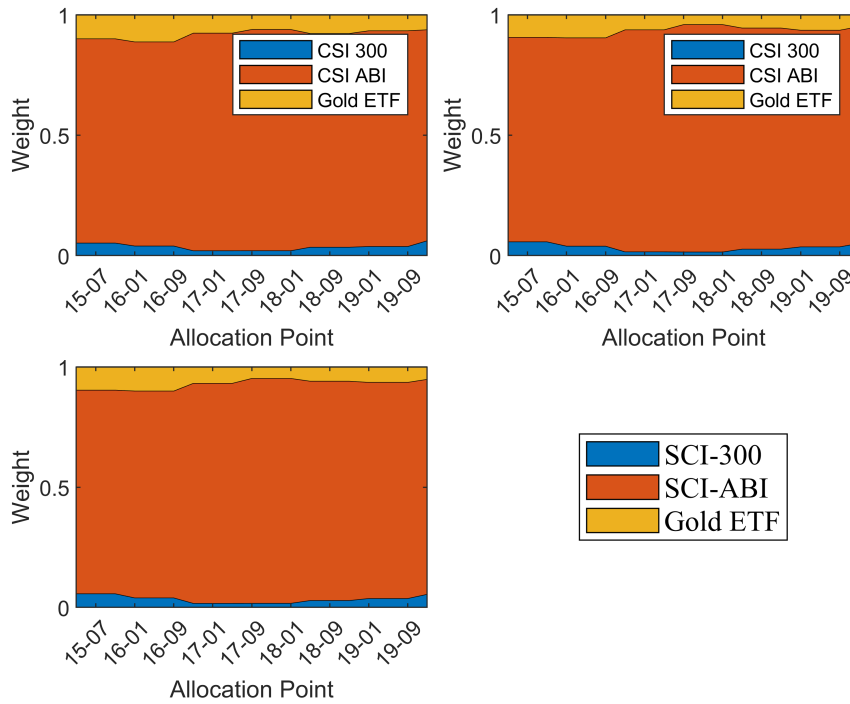 1
0.5
0
Weight
CSI 300
CSI ABI
Gold ETF
15-07
16-01
16-09
17-01
17-09
18-01
18-09
19-01
19-09
Allocation Point
1
0.5
0
Weight
CSI 300
CSI ABI
Gold ETF
15-07
16-01
16-09
17-01
17-09
18-01
18-09
19-01
19-09
Allocation Point
1
0.5
0
Weight
15-07
16-01
16-09
17-01
17-09
18-01
18-09
19-01
19-09
Allocation Point
SCI-300
SCI-ABI
Gold ETF